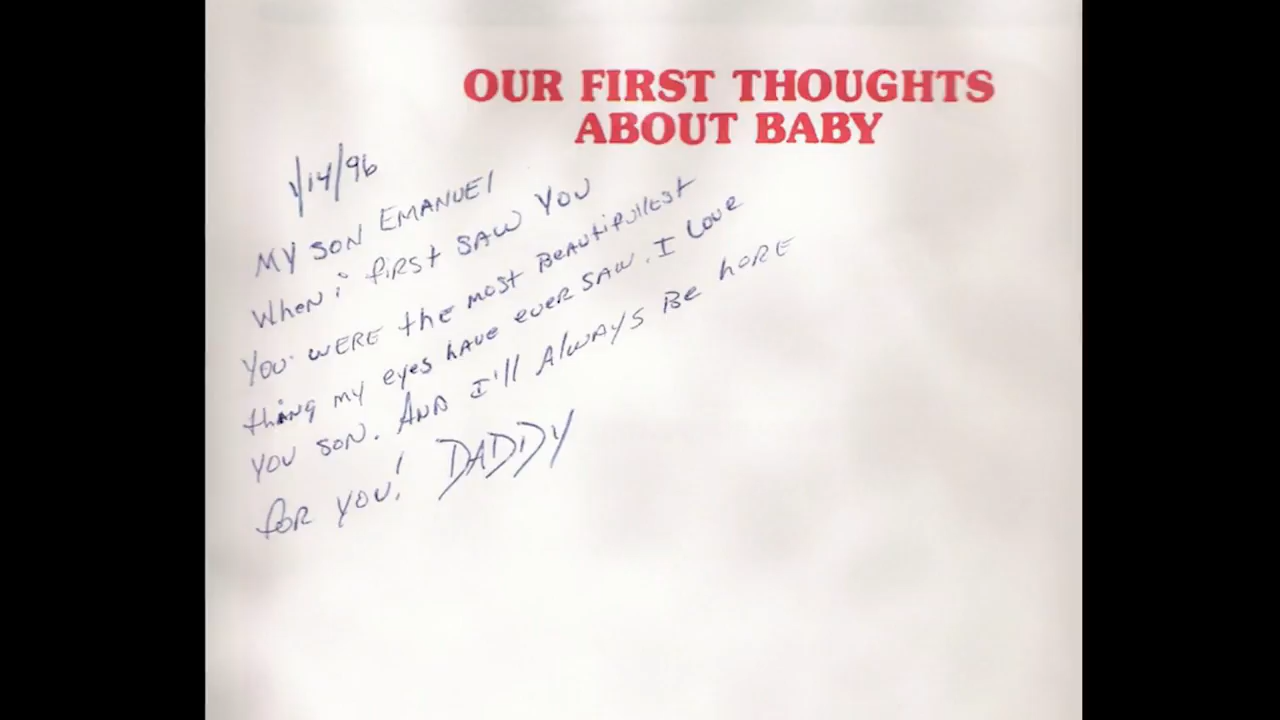 OUR FIRST THOUGHTS
ABOUT BABY
1/14/96
MY SON EMANUEl
When i first SAW YOU
YOU WERE the most BEAUTifullest
thing my eyes have ever SAW. I Love
YOU SON. AND I'll AlwAYS Be hORE
for YOU! DADDY